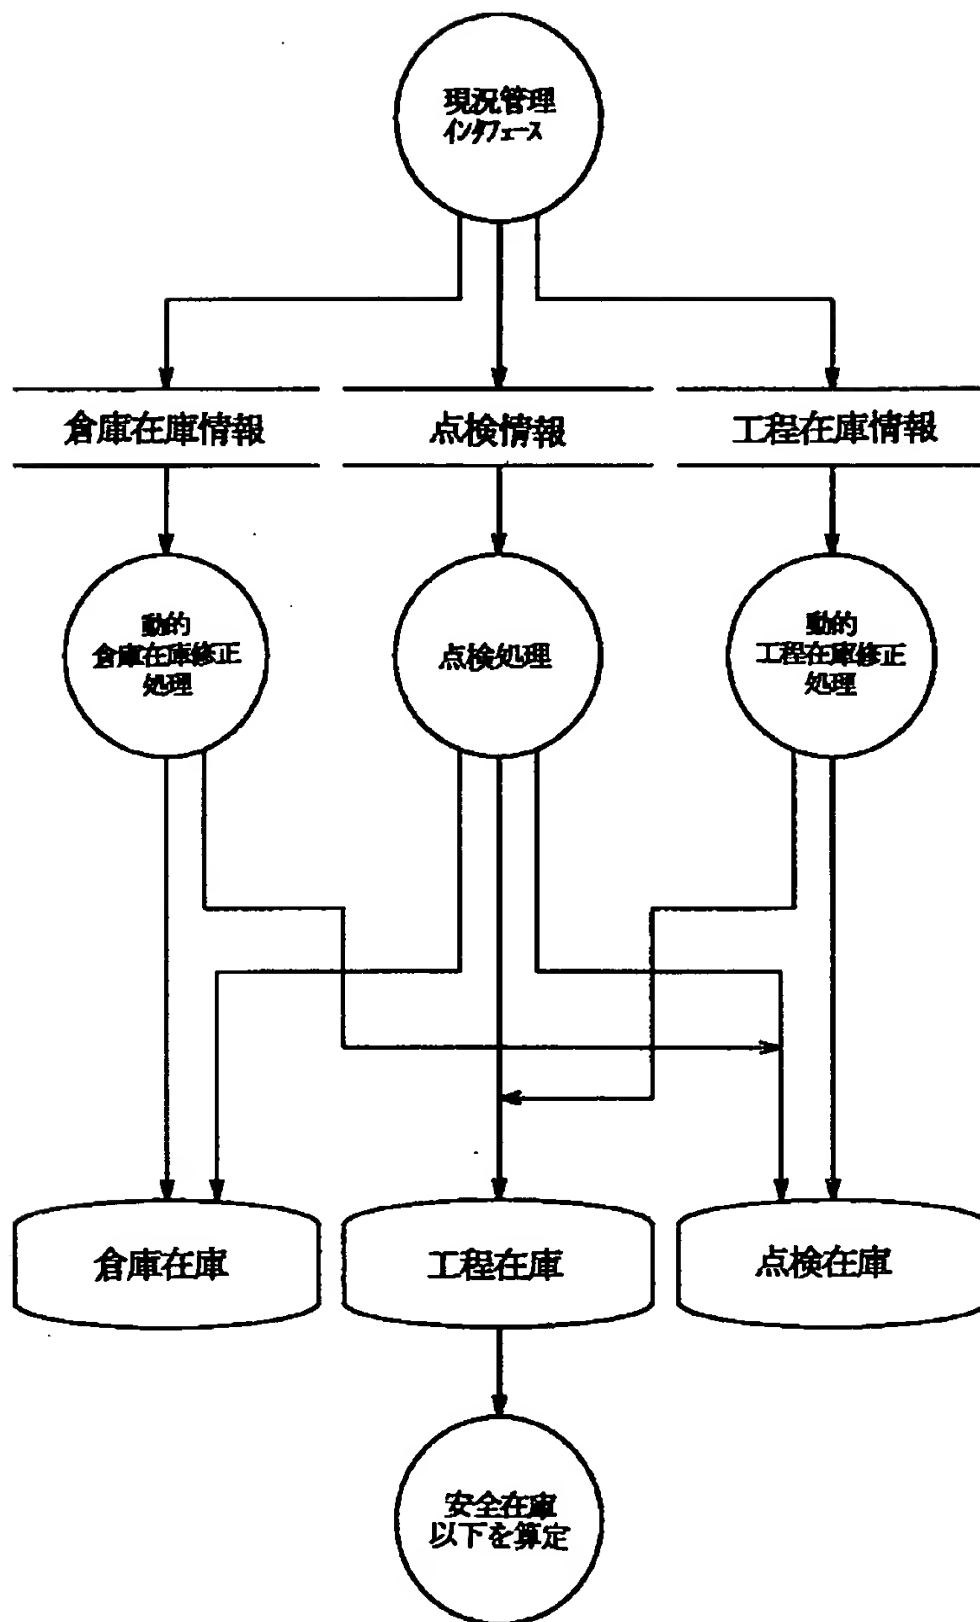 現況管理
インタフェース
倉庫在庫情報
点検情報
工程在庫情報
動的
倉庫在庫修正
処理
点検処理
動的
工程在庫修正
処理
倉庫在庫
工程在庫
点検在庫
安全在庫
以下を算定